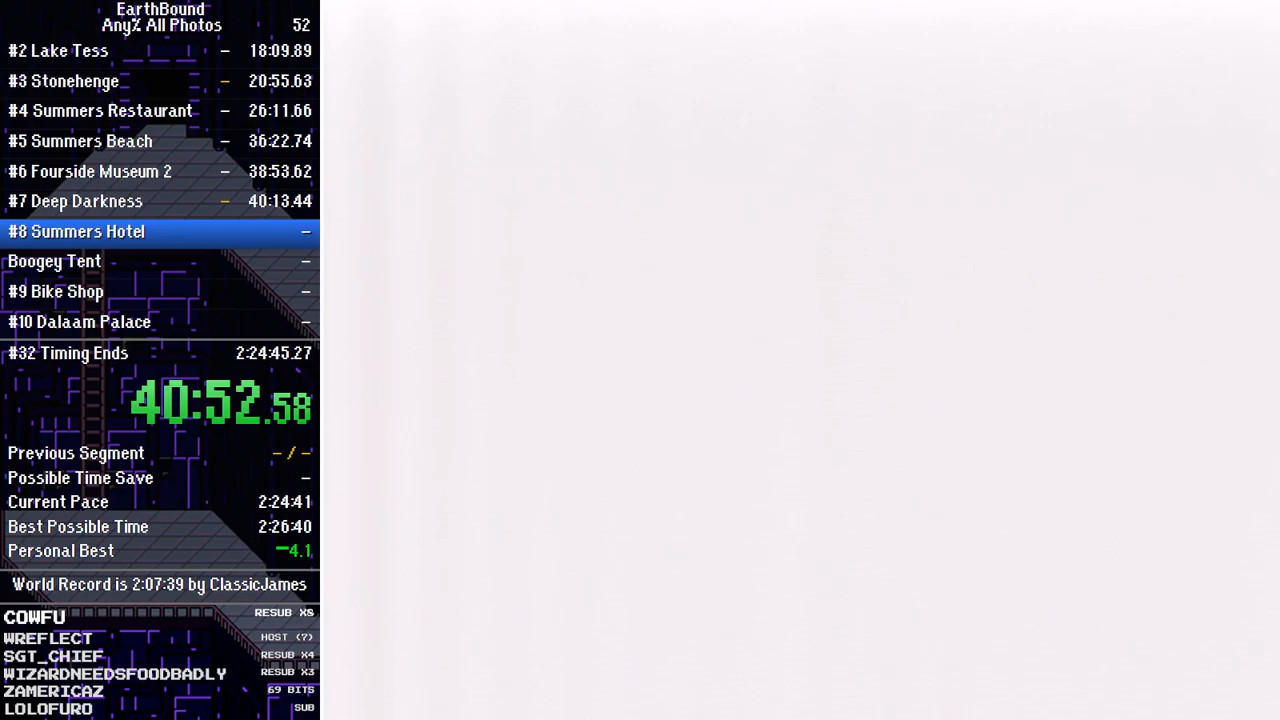 EarthBound
Any% All Photos 52
#2 Lake Tess – 18:09.89
#3 Stonehenge – 20:55.63
#4 Summers Restaurant – 26:11.66
#5 Summers Beach – 36:22.74
#6 Fourside Museum 2 – 38:53.62
#7 Deep Darkness – 40:13.44
#8 Summers Hotel –
Boogey Tent –
#9 Bike Shop –
#10 Dalaam Palace –
#32 Timing Ends 2:24:45.27
40:52.58
Previous Segment – / –
Possible Time Save –
Current Pace 2:24:41
Best Possible Time 2:26:40
Personal Best −4.1
World Record is 2:07:39 by ClassicJames
COWFU RESUB X8
WREFLECT HOST (7)
SGT_CHIEF RESUB X4
WIZARDNEEDSFOODBADLY RESUB X3
ZAMERICAZ 69 BITS
LOLOFURO SUB